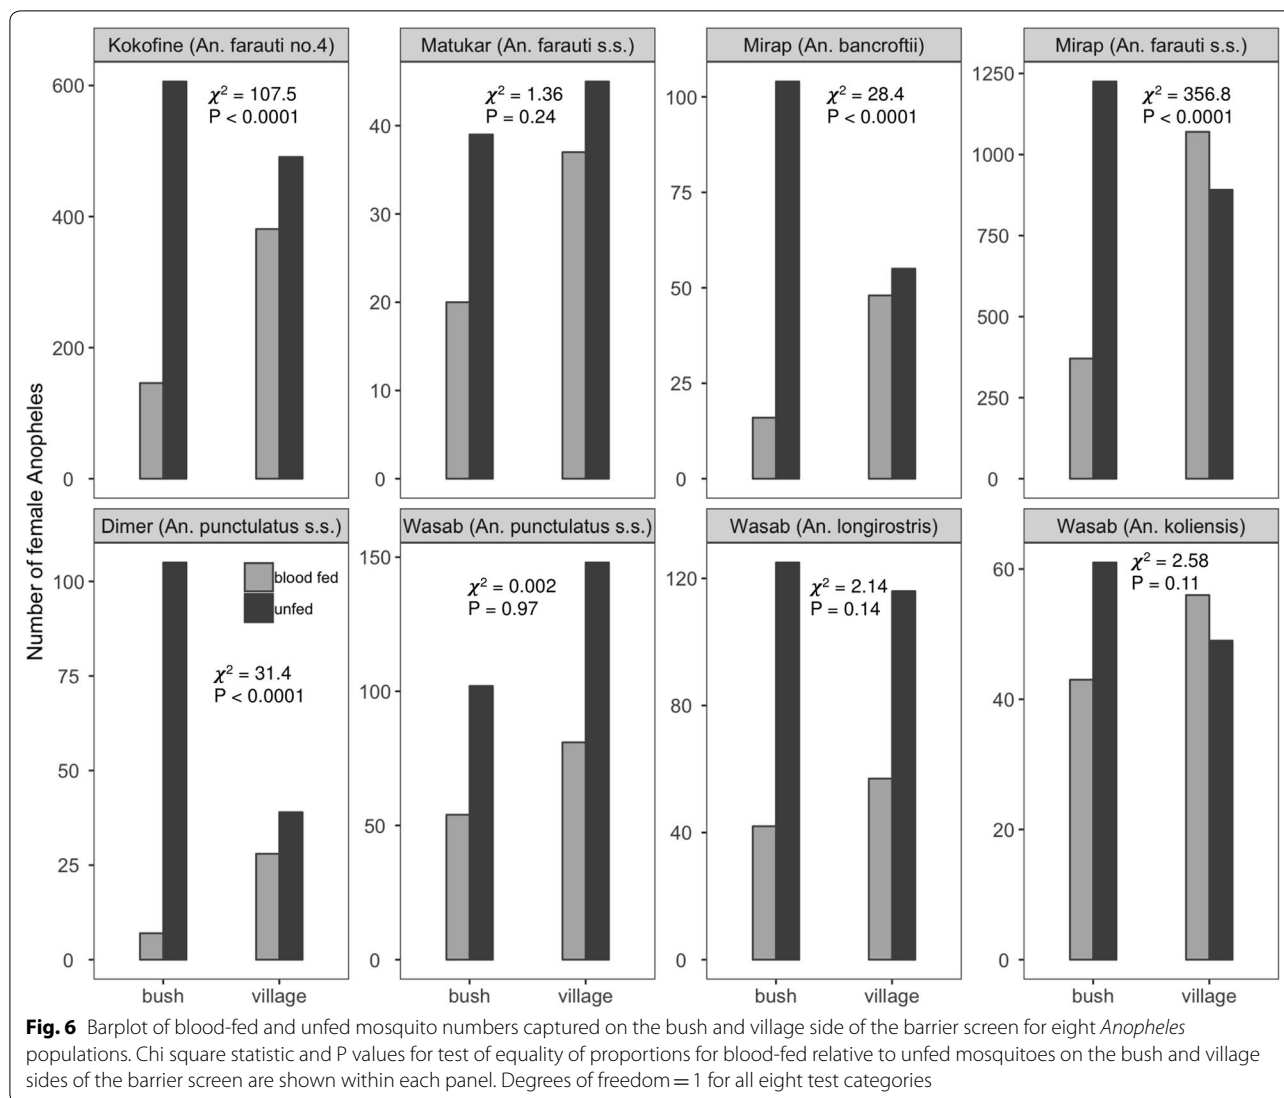 Kokofine (An. farauti no.4)
Matukar (An. farauti s.s.)
Mirap (An. bancroftii)
Mirap (An. farauti s.s.)
600
400
200
0
χ² = 107.5
P < 0.0001
40
30
20
10
0
χ² = 1.36
P = 0.24
100
75
50
25
0
χ² = 28.4
P < 0.0001
1250
1000
750
500
250
0
χ² = 356.8
P < 0.0001
Number of female Anopheles
Dimer (An. punctulatus s.s.)
Wasab (An. punctulatus s.s.)
Wasab (An. longirostris)
Wasab (An. koliensis)
100
75
50
25
0
blood fed
unfed
χ² = 31.4
P < 0.0001
bush
village
150
100
50
0
χ² = 0.002
P = 0.97
bush
village
120
80
40
0
χ² = 2.14
P = 0.14
bush
village
60
40
20
0
χ² = 2.58
P = 0.11
bush
village
Fig. 6 Barplot of blood-fed and unfed mosquito numbers captured on the bush and village side of the barrier screen for eight Anopheles
populations. Chi square statistic and P values for test of equality of proportions for blood-fed relative to unfed mosquitoes on the bush and village
sides of the barrier screen are shown within each panel. Degrees of freedom = 1 for all eight test categories